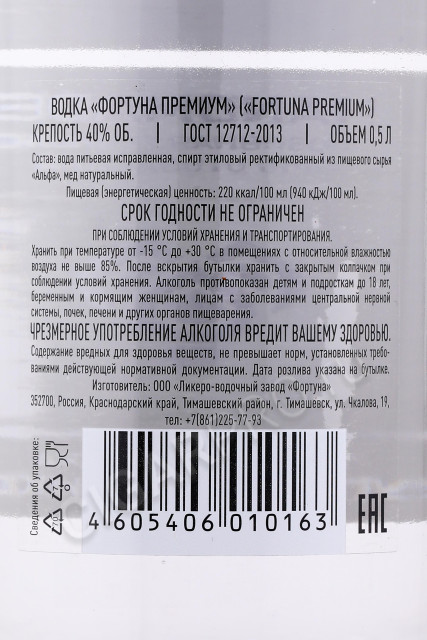 ВОДКА «ФОРТУНА ПРЕМИУМ» («FORTUNA PREMIUM»)
КРЕПОСТЬ 40% ОБ. | ГОСТ 12712-2013 | ОБЪЕМ 0,5 Л
Состав: вода питьевая исправленная, спирт этиловый ректификованный из пищевого сырья
«Альфа», мед натуральный.
Пищевая (энергетическая) ценность: 220 ккал/100 мл (940 кДж/100 мл).
СРОК ГОДНОСТИ НЕ ОГРАНИЧЕН
ПРИ СОБЛЮДЕНИИ УСЛОВИЙ ХРАНЕНИЯ И ТРАНСПОРТИРОВАНИЯ.
Хранить при температуре от -15 °С до +30 °С в помещениях с относительной влажностью
воздуха не выше 85%. После вскрытия бутылки хранить с закрытым колпачком при
соблюдении условий хранения. Алкоголь противопоказан детям и подросткам до 18 лет,
беременным и кормящим женщинам, лицам с заболеваниями центральной нервной
системы, почек, печени и других органов пищеварения.
ЧРЕЗМЕРНОЕ УПОТРЕБЛЕНИЕ АЛКОГОЛЯ ВРЕДИТ ВАШЕМУ ЗДОРОВЬЮ.
Содержание вредных для здоровья веществ, не превышает норм, установленных требо-
ваниями действующей нормативной документации. Дата розлива указана на бутылке.
Изготовитель: ООО «Ликеро-водочный завод «Фортуна»
352700, Россия, Краснодарский край, Тимашевский район, г. Тимашевск, ул. Чкалова, 19,
тел: +7(861)225-77-93
Сведения об упаковке:
4 605406 010163
EAC